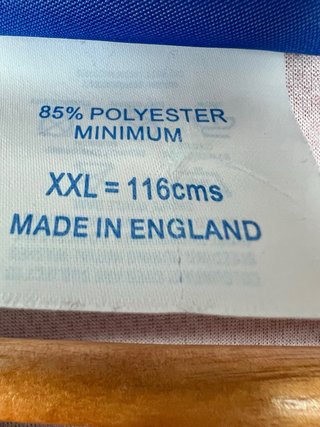 85% POLYESTER
MINIMUM
XXL = 116cms
MADE IN ENGLAND